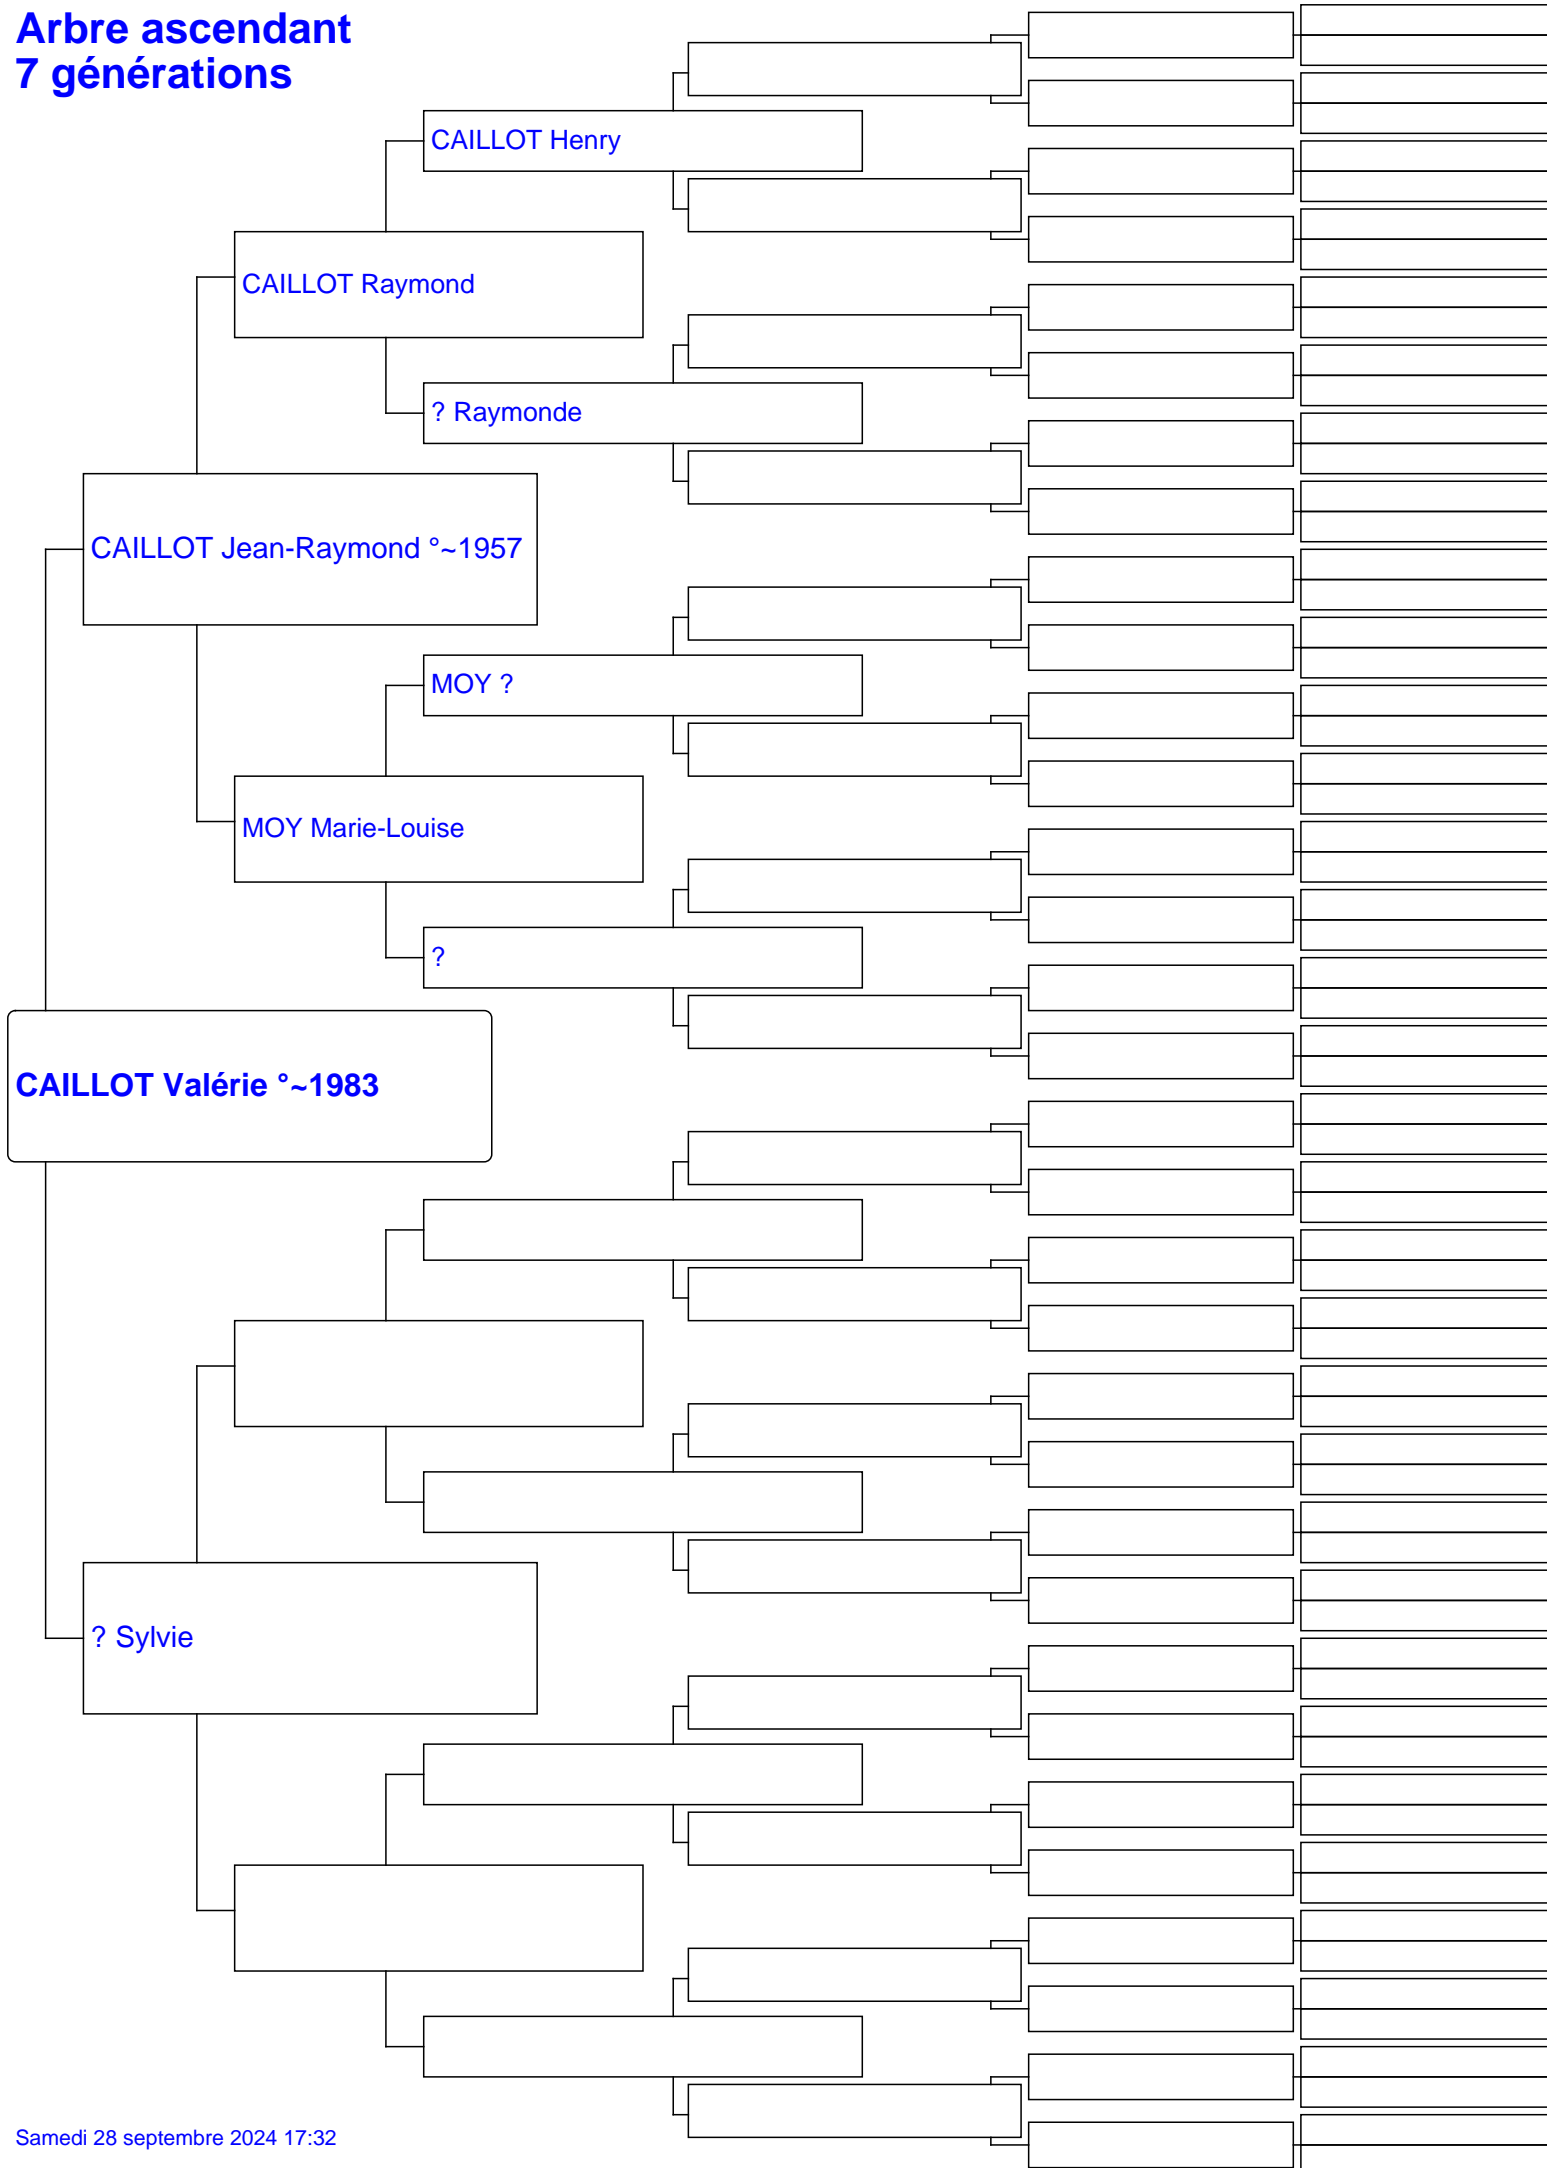 Arbre ascendant
7 générations
CAILLOT Henry
CAILLOT Raymond
? Raymonde
CAILLOT Jean-Raymond °~1957
MOY ?
MOY Marie-Louise
?
CAILLOT Valérie °~1983
? Sylvie
Samedi 28 septembre 2024 17:32